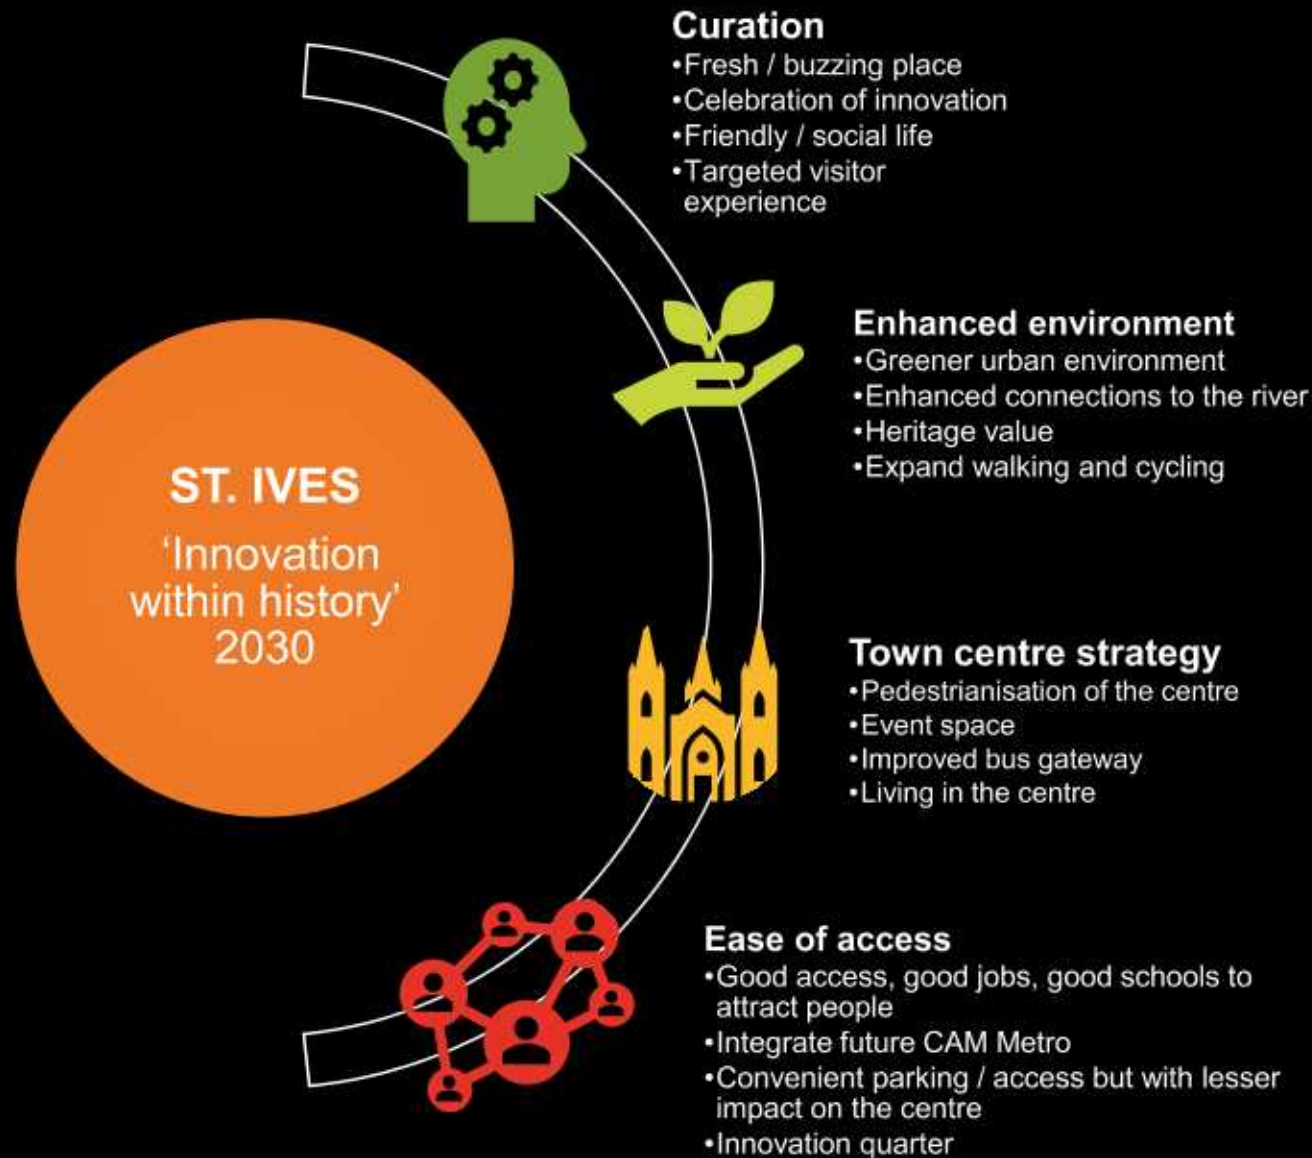 Curation
•Fresh / buzzing place
•Celebration of innovation
•Friendly / social life
•Targeted visitor
experience
Enhanced environment
•Greener urban environment
•Enhanced connections to the river
•Heritage value
•Expand walking and cycling
ST. IVES
‘Innovation
within history’
2030
Town centre strategy
•Pedestrianisation of the centre
•Event space
•Improved bus gateway
•Living in the centre
Ease of access
•Good access, good jobs, good schools to
attract people
•Integrate future CAM Metro
•Convenient parking / access but with lesser
impact on the centre
•Innovation quarter